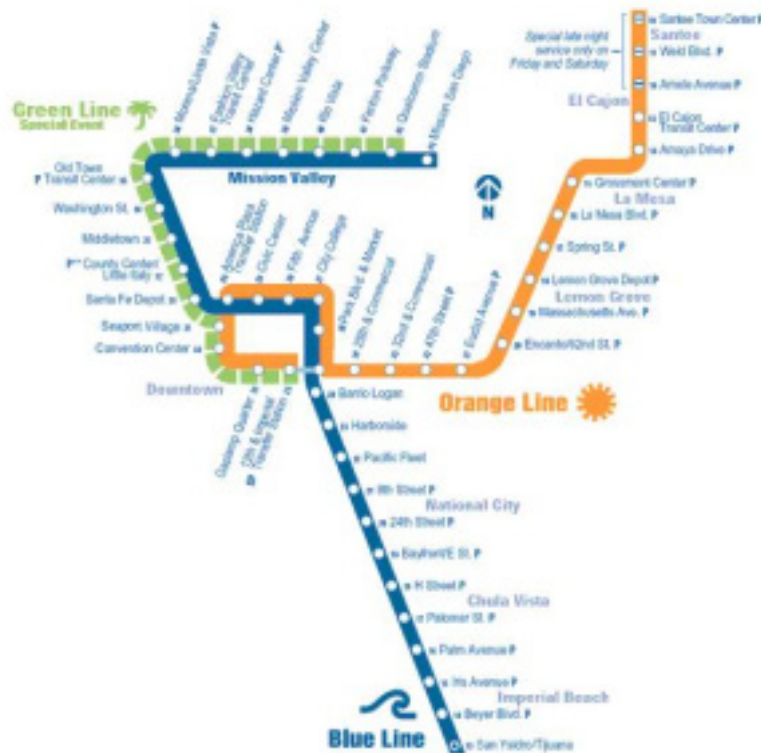 Santee Town Center P
Santee
Special late night
service only on
Friday and Saturday
Weld Blvd. P
Arnele Avenue P
El Cajon
El Cajon
Transit Center P
Amaya Drive P
Grossmont Center P
La Mesa
La Mesa Blvd. P
Spring St. P
Lemon Grove Depot P
Lemon Grove
Massachusetts Ave. P
Encanto/62nd St. P
Orange Line
Green Line
Special Event
Morena/Linda Vista P
Fashion Valley
Transit Center
Hazard Center P
Mission Valley Center
Rio Vista
Fenton Parkway
Qualcomm Stadium
Mission San Diego
Mission Valley
N
Old Town
P Transit Center
Washington St.
Middletown
P** County Center/
Little Italy
Santa Fe Depot
Seaport Village
Convention Center
Downtown
Gaslamp Quarter
12th & Imperial
Transfer Station
America Plaza
Transfer Station
Civic Center
Fifth Avenue
City College
Park Blvd. & Market
25th & Commercial
32nd & Commercial
47th Street P
Euclid Avenue P
Barrio Logan
Harborside
Pacific Fleet
8th Street P
National City
24th Street P
Bayfront/E St. P
H Street P
Chula Vista
Palomar St. P
Palm Avenue P
Iris Avenue P
Imperial Beach
Beyer Blvd. P
San Ysidro/Tijuana
Blue Line